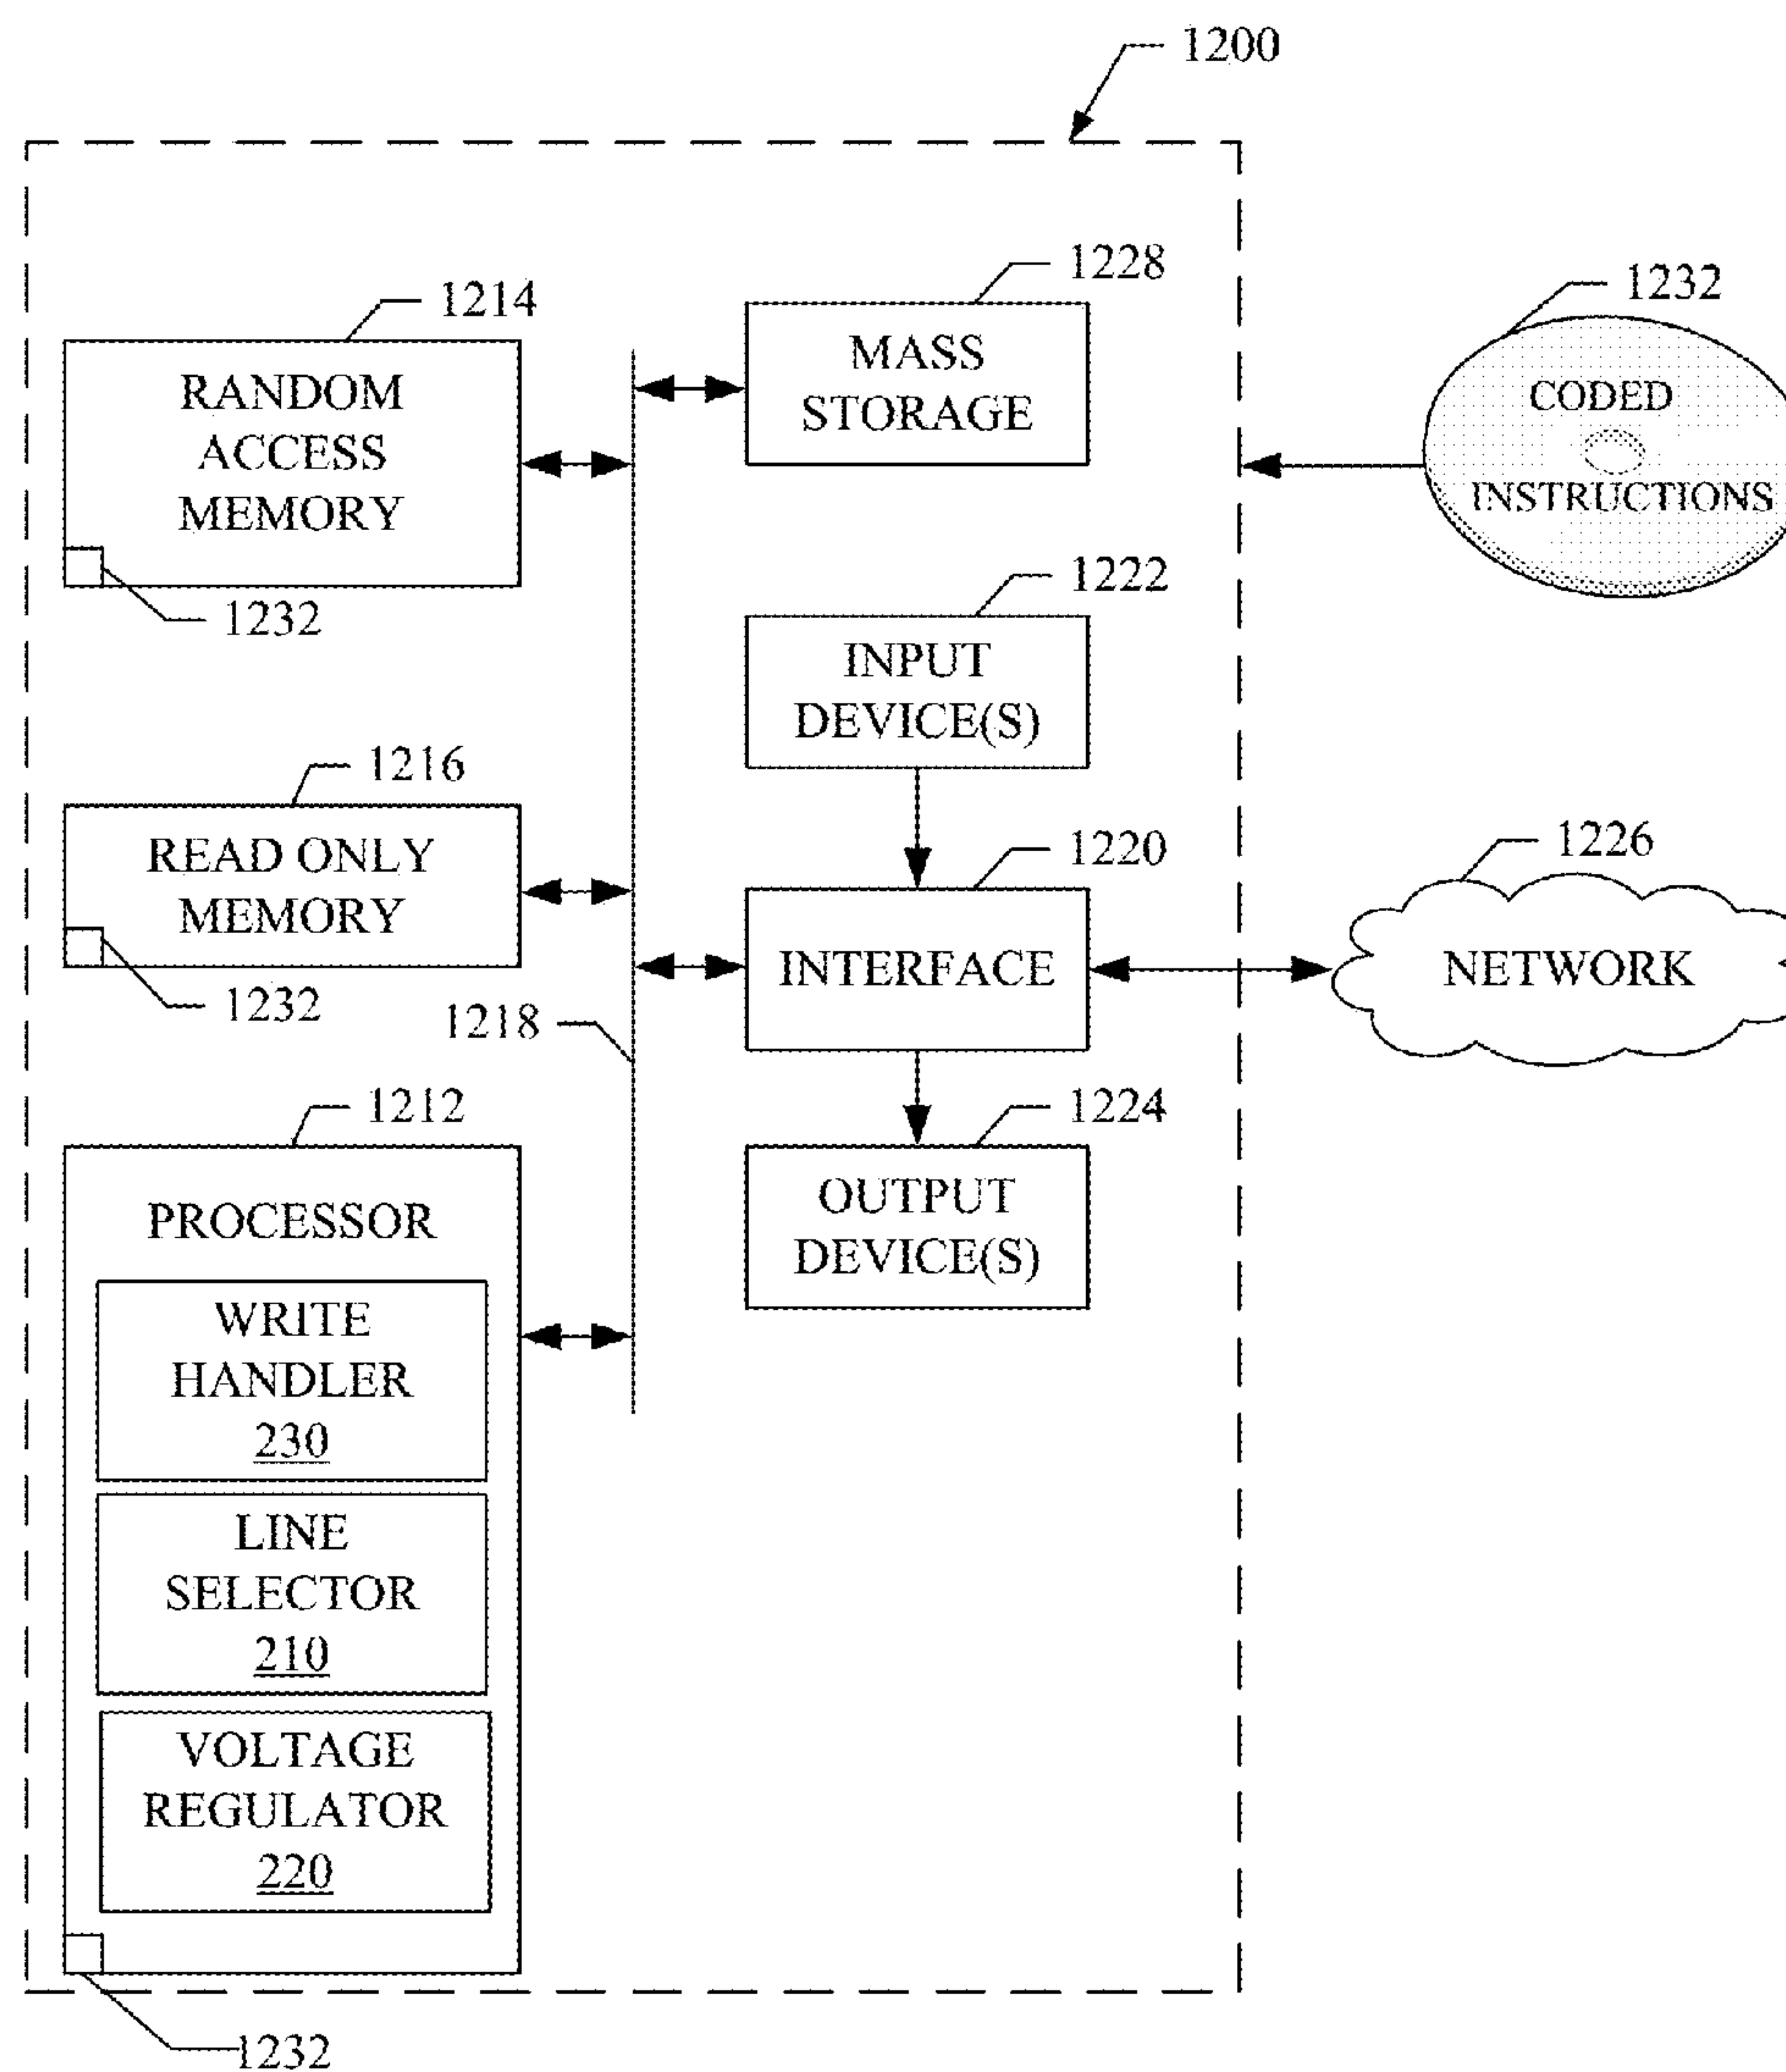 1200
1228
1214
1232
MASS
STORAGE
RANDOM
ACCESS
MEMORY
CODED
INSTRUCTIONS
1232
1222
INPUT
DEVICE(S)
1216
READ ONLY
MEMORY
1232
1220
INTERFACE
1226
NETWORK
1218
1212
1224
OUTPUT
DEVICE(S)
PROCESSOR
WRITE
HANDLER
230
LINE
SELECTOR
210
VOLTAGE
REGULATOR
220
1232